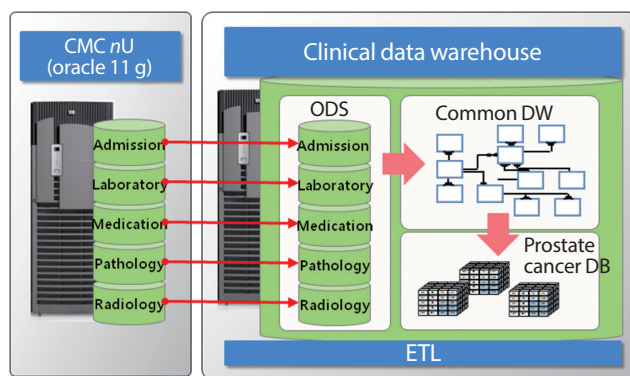 CMC nU
(oracle 11 g)
Admission
Laboratory
Medication
Pathology
Radiology
Clinical data warehouse
ODS
Admission
Laboratory
Medication
Pathology
Radiology
Common DW
Prostate
cancer DB
ETL